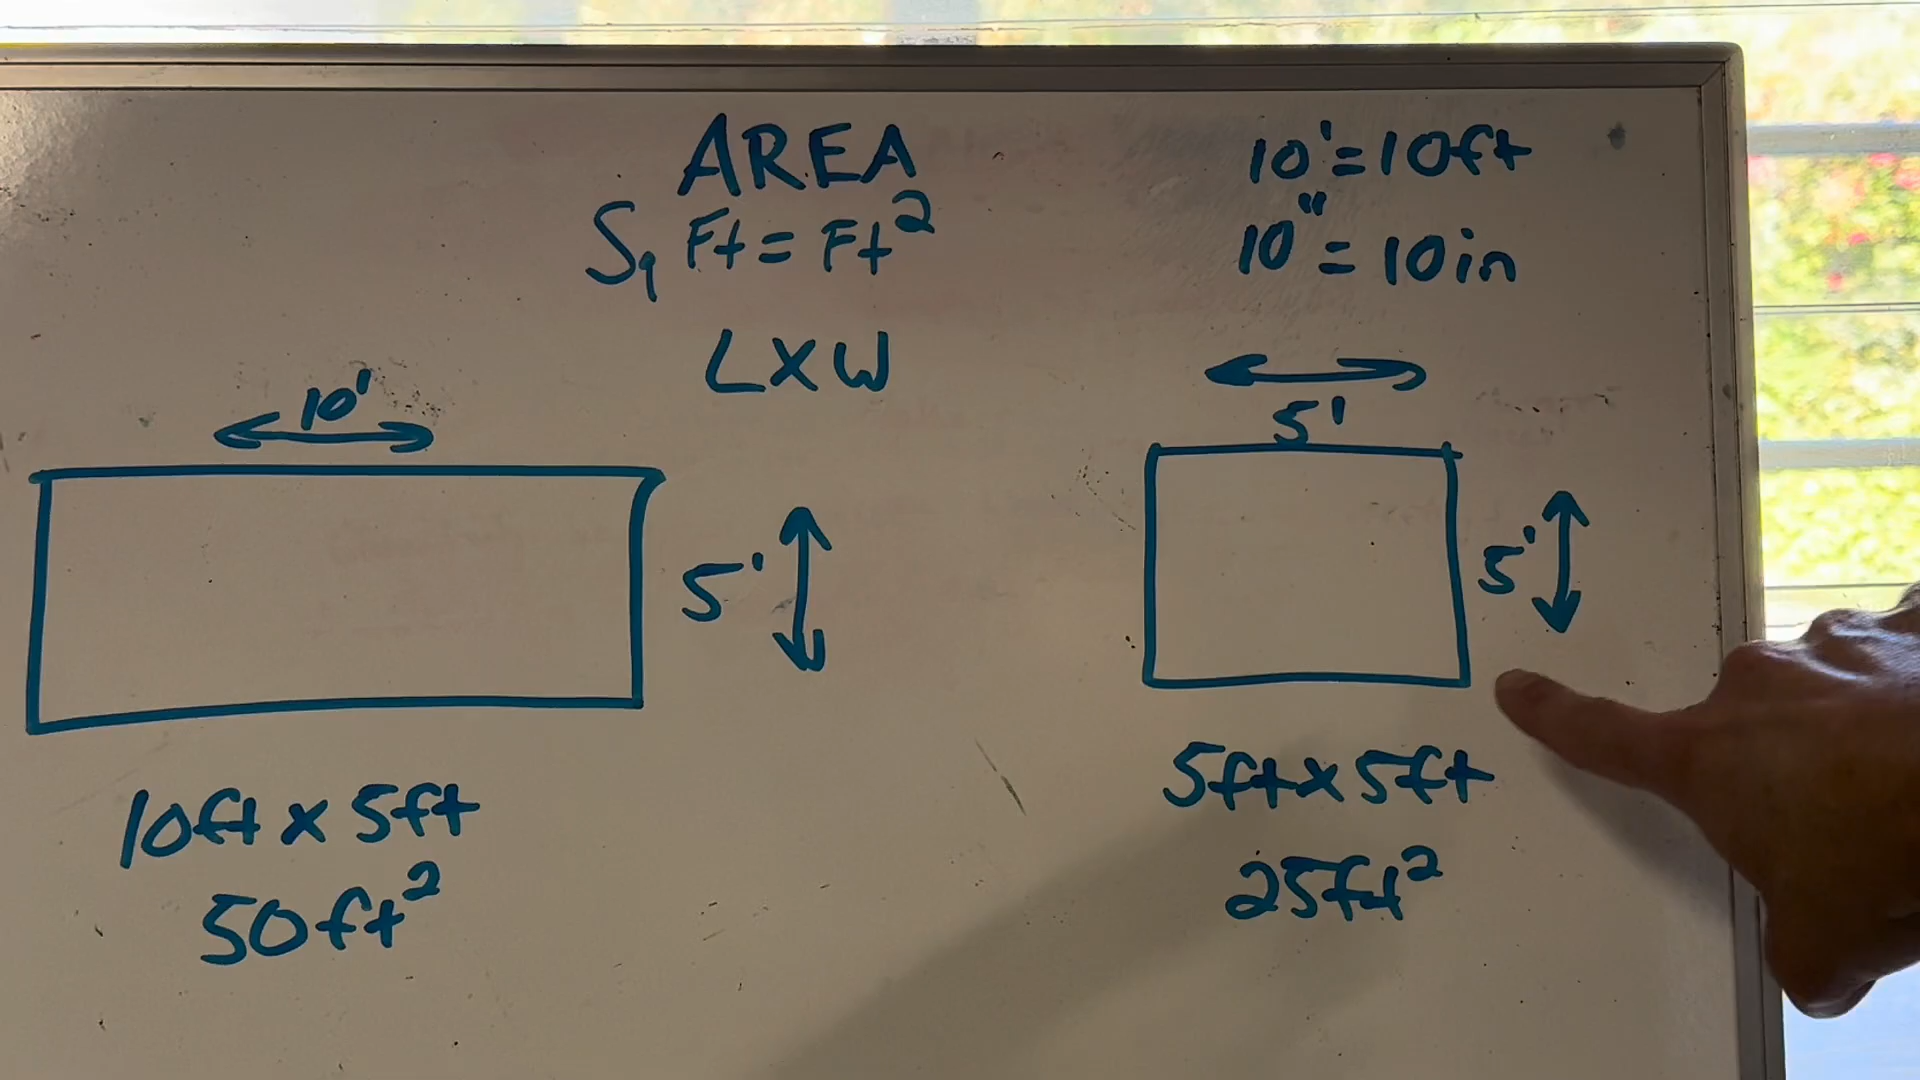 AREA
Sq Ft = Ft²
L X W
10' = 10ft
10" = 10in
10'
5'
10ft x 5ft
50ft²
5'
5'
5ft x 5ft
25ft²